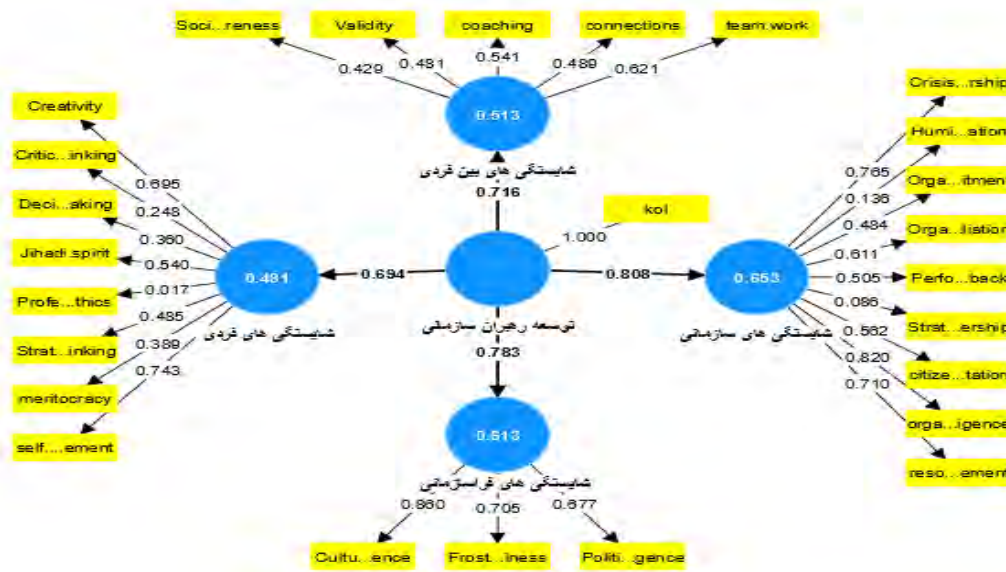 Soci...reness
Validity
coaching
connections
team.work
0.429
0.481
0.541
0.489
0.621
0.513
شایستگی های بین فردی
0.716
Creativity
Critic...inking
Deci...aking
Jihadi.spirit
Profe...thics
Strat...inking
meritocracy
self....ement
0.695
0.248
0.360
0.540
0.017
0.485
0.389
0.743
0.481
شایستگی های فردی
0.694
kol
1.000
توسعه رهبران سازمانی
0.808
0.653
شایستگی های سازمانی
0.765
0.136
0.484
0.611
0.505
0.086
0.562
0.820
0.710
Crisis...rship
Humi...ation
Orga...itment
Orga...listion
Perfo...back
Strat...ership
citize...tation
orga...igence
reso...ement
0.783
0.613
شایستگی های فراسازمانی
0.705
0.677
Cultu...ence
Frost...iness
Politi...gence